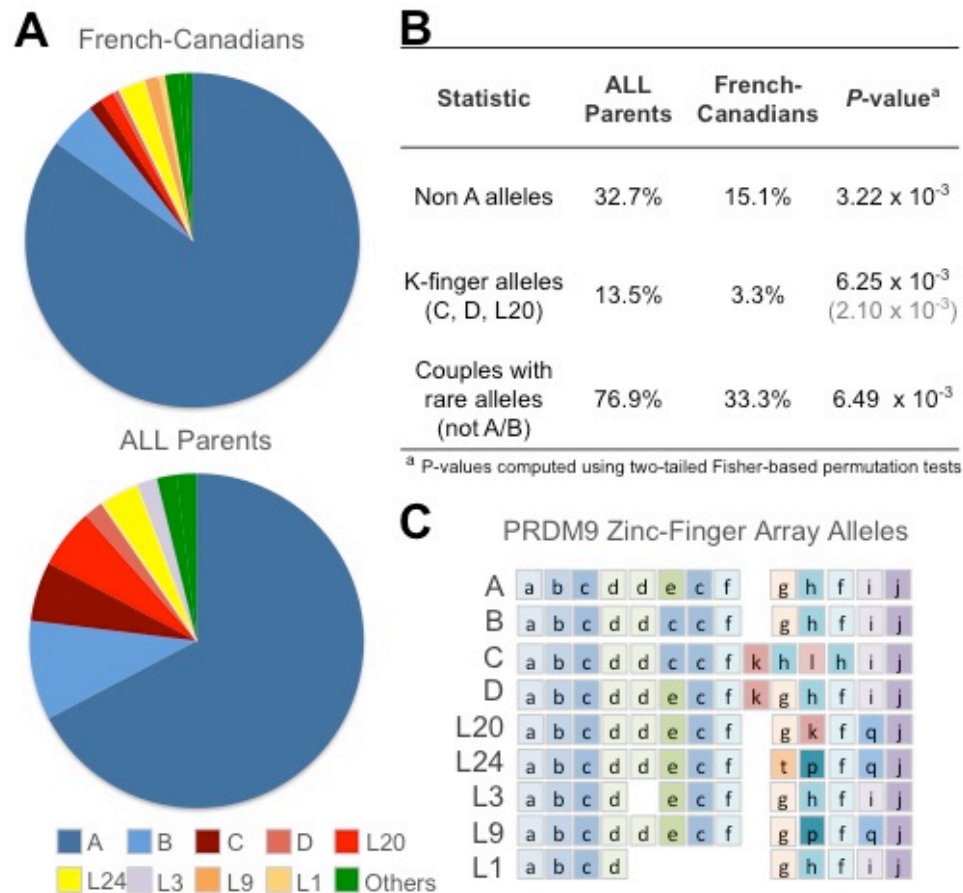 A
French-Canadians
ALL Parents
A B C D L20
L24 L3 L9 L1 Others
B
Statistic ALL Parents French-Canadians P-valueᵃ
Non A alleles 32.7% 15.1% 3.22 x 10⁻³
K-finger alleles (C, D, L20) 13.5% 3.3% 6.25 x 10⁻³ (2.10 x 10⁻³)
Couples with rare alleles (not A/B) 76.9% 33.3% 6.49 x 10⁻³
ᵃ P-values computed using two-tailed Fisher-based permutation tests
C
PRDM9 Zinc-Finger Array Alleles
A a b c d d e c f g h f i j
B a b c d d c c f g h f i j
C a b c d d c c f k h l h i j
D a b c d d e c f k g h f i j
L20 a b c d d e c f g k f q j
L24 a b c d d e c f t p f q j
L3 a b c d e c f g h f i j
L9 a b c d d e c f g p f q j
L1 a b c d g h f i j